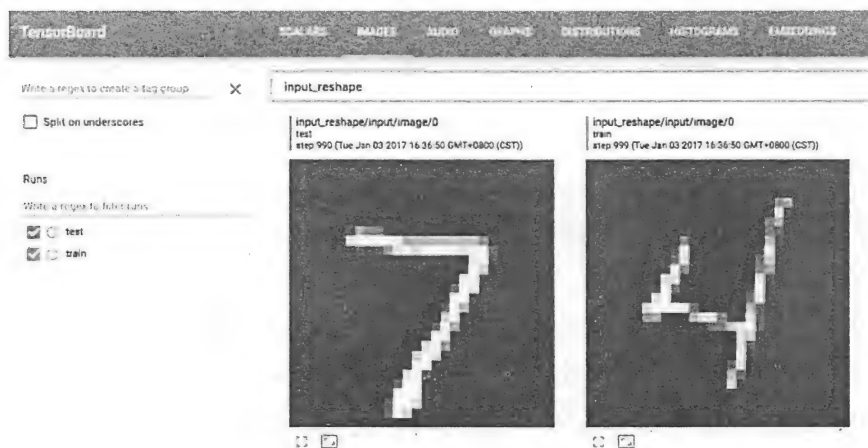 TensorBoard
SCALARS IMAGES AUDIO GRAPHS DISTRIBUTIONS HISTOGRAMS EMBEDDINGS
Write a regex to create a tag group
input_reshape
Split on underscores
input_reshape/input/image/0
test
step 990 (Tue Jan 03 2017 16:36:50 GMT+0800 (CST))
input_reshape/input/image/0
train
step 999 (Tue Jan 03 2017 16:36:50 GMT+0800 (CST))
Runs
Write a regex to filter runs
test
train
7
4